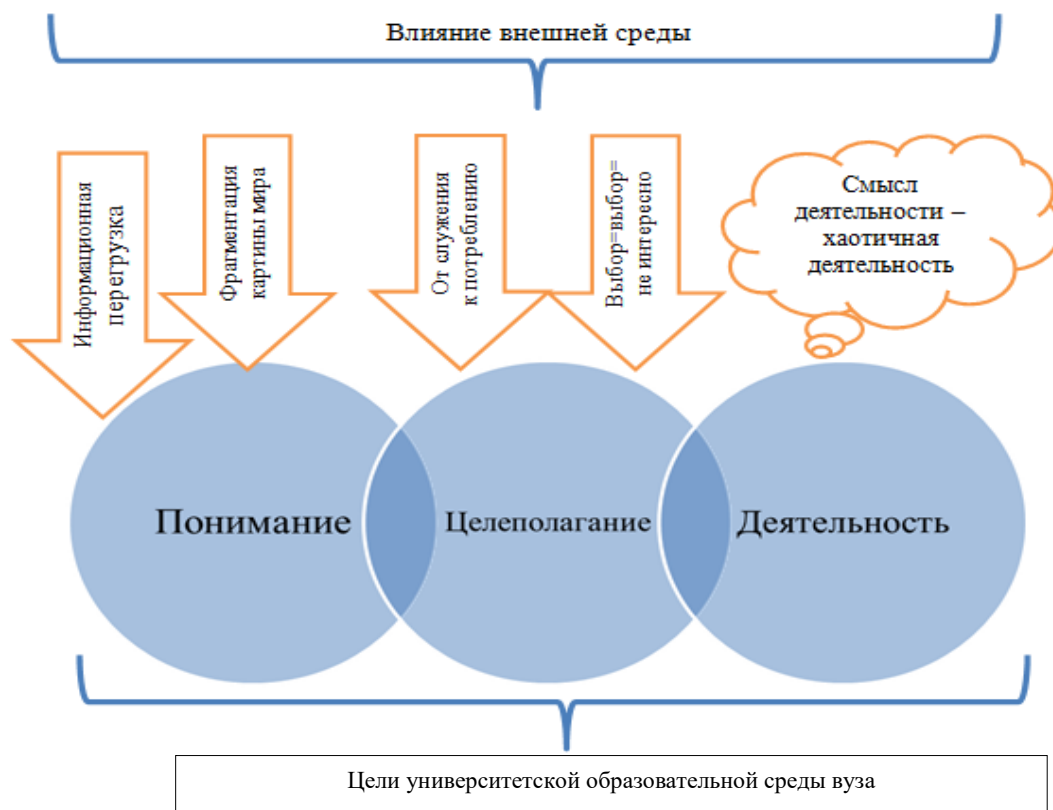 Влияние внешней среды
Информационная
перегрузка
Фрагментация
картины мира
От служения
к потреблению
Выбор=выбор=
не интересно
Смысл
деятельности –
хаотичная
деятельность
Понимание
Целеполагание
Деятельность
Цели университетской образовательной среды вуза